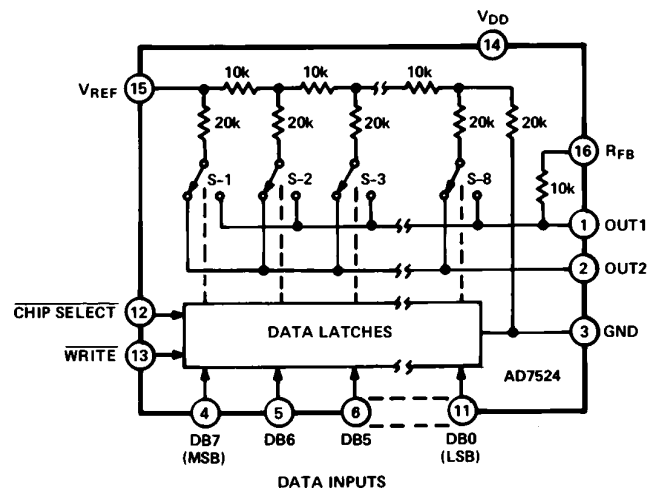 VDD
14
VREF
15
10k
10k
10k
20k
20k
20k
20k
20k
16
RFB
S-1
S-2
S-3
S-8
10k
1
OUT1
2
OUT2
CHIP SELECT
12
DATA LATCHES
3
GND
WRITE
13
AD7524
4
5
6
11
DB7
(MSB)
DB6
DB5
DB0
(LSB)
DATA INPUTS